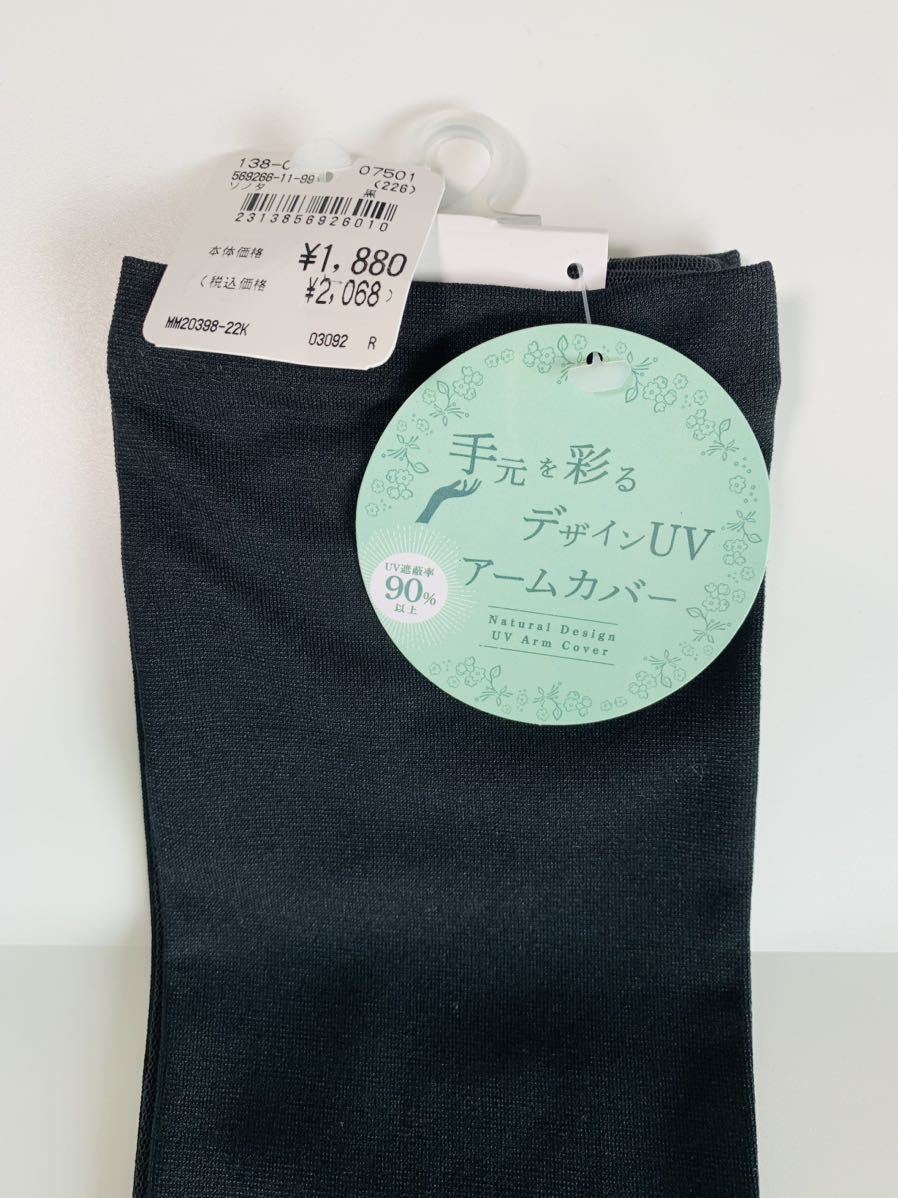 138-0
07501
569266-11-99
(226)
ソノタ
黒
2313856926010
本体価格 ¥1,880
(税込価格 ¥2,068)
MM20398-22K 03092 R
手元を彩る
デザインUV
アームカバー
UV遮蔽率
90%
以上
Natural Design
UV Arm Cover